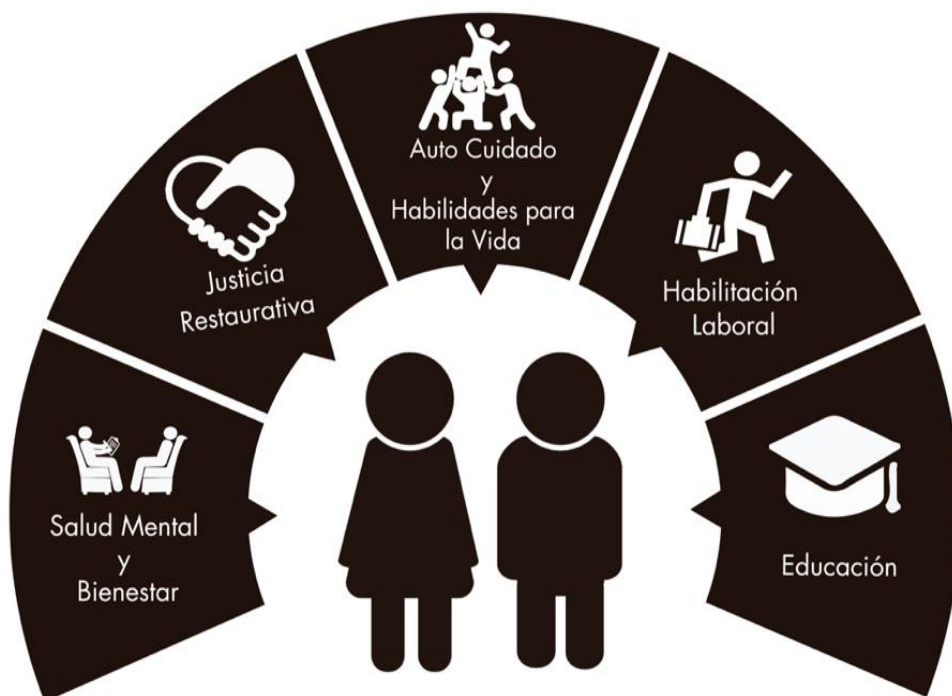 Salud Mental
y
Bienestar
Justicia
Restaurativa
Auto Cuidado
y
Habilidades para
la Vida
Habilitación
Laboral
Educación